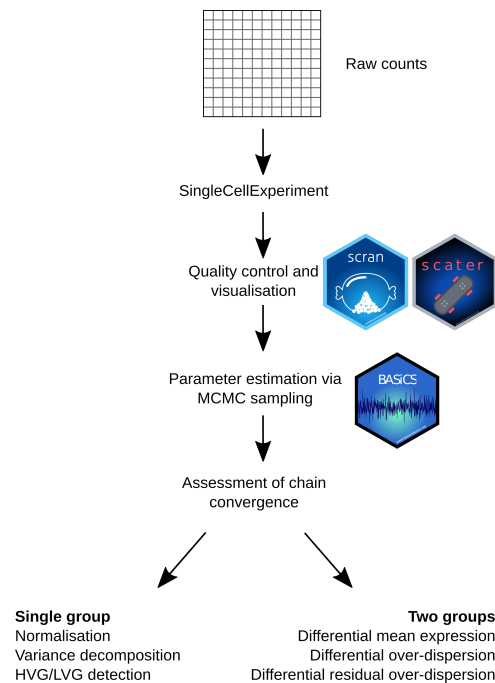 Raw counts
SingleCellExperiment
Quality control and
visualisation
scran
scater
Parameter estimation via
MCMC sampling
BASiCS
Assessment of chain
convergence
Single group
Normalisation
Variance decomposition
HVG/LVG detection
Two groups
Differential mean expression
Differential over-dispersion
Differential residual over-dispersion